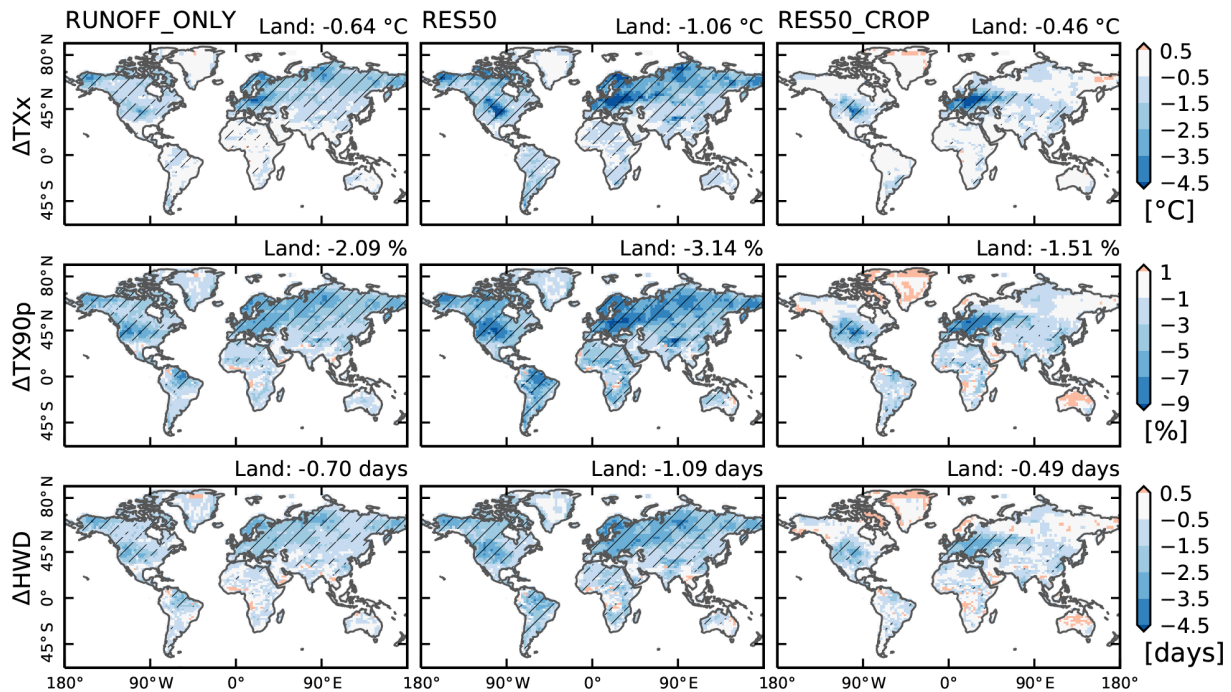 RUNOFF_ONLY Land: -0.64 °C
RES50 Land: -1.06 °C
RES50_CROP Land: -0.46 °C
ΔTXx
80° N
45° N
0°
45° S
0.5
−0.5
−1.5
−2.5
−3.5
−4.5
[°C]
Land: -2.09 %
Land: -3.14 %
Land: -1.51 %
ΔTX90p
80° N
45° N
0°
45° S
1
−1
−3
−5
−7
−9
[%]
Land: -0.70 days
Land: -1.09 days
Land: -0.49 days
ΔHWD
80° N
45° N
0°
45° S
0.5
−0.5
−1.5
−2.5
−3.5
−4.5
[days]
180° 90°W 0° 90°E 180° 90°W 0° 90°E 180° 90°W 0° 90°E 180°